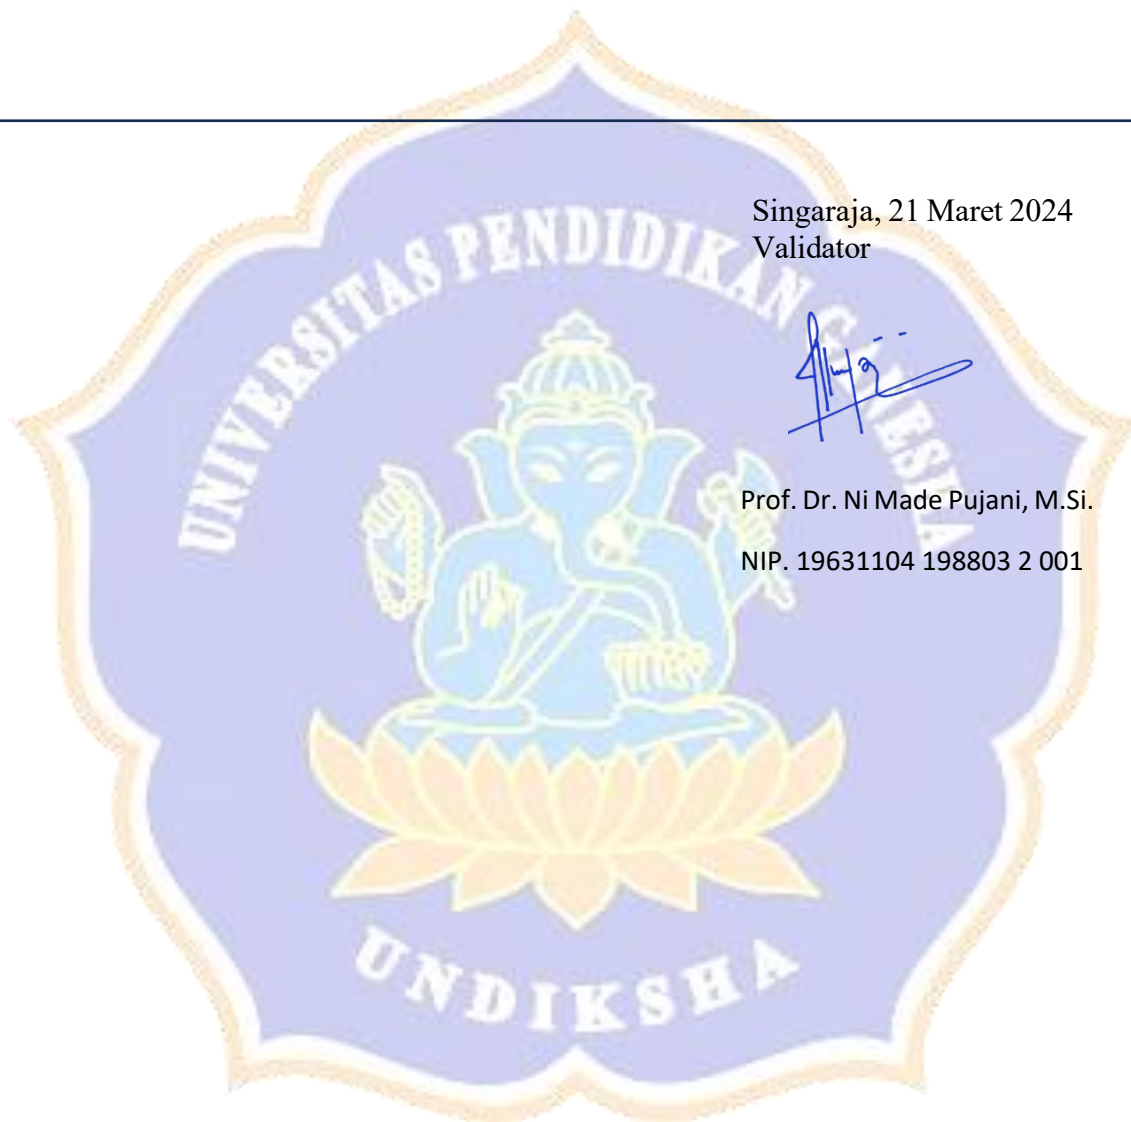 Singaraja, 21 Maret 2024
Validator
UNIVERSITAS PENDIDIKAN GANESHA
Prof. Dr. Ni Made Pujani, M.Si.
NIP. 19631104 198803 2 001
UNDIKSHA